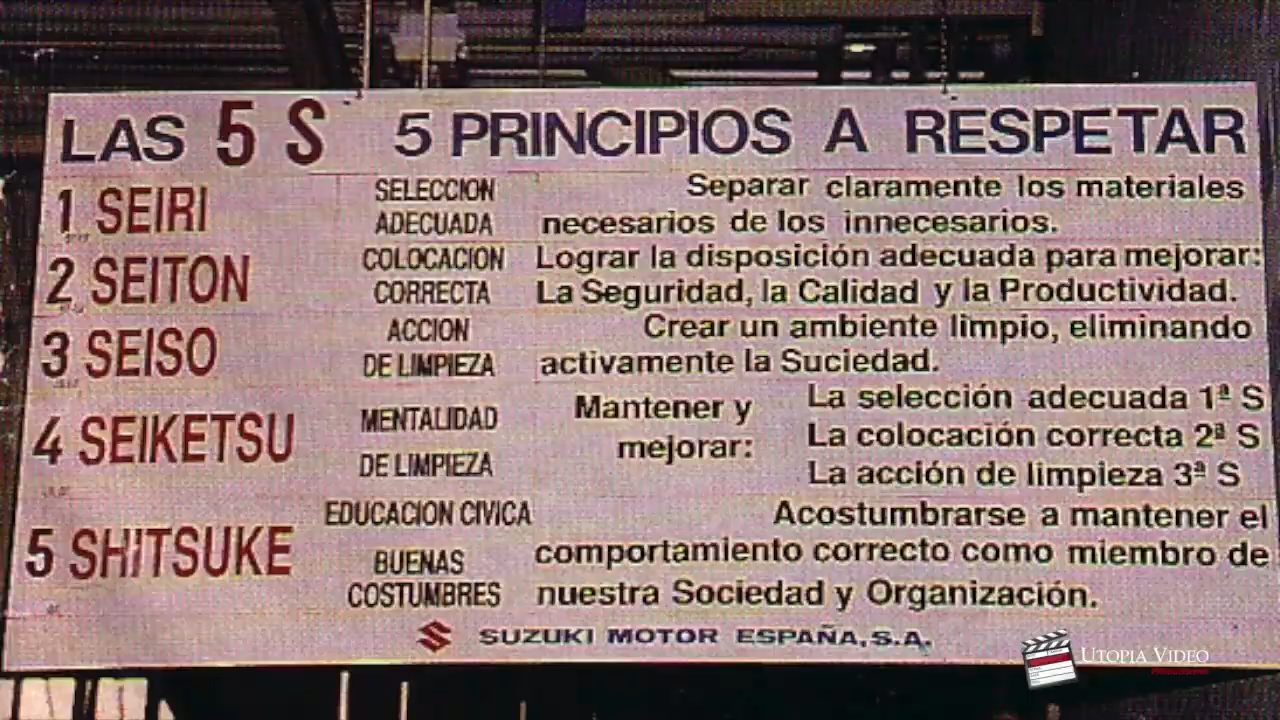 LAS 5 S 5 PRINCIPIOS A RESPETAR
1 SEIRI
SELECCION
ADECUADA
Separar claramente los materiales
necesarios de los innecesarios.
2 SEITON
COLOCACION
CORRECTA
Lograr la disposición adecuada para mejorar:
La Seguridad, la Calidad y la Productividad.
3 SEISO
ACCION
DE LIMPIEZA
Crear un ambiente limpio, eliminando
activamente la Suciedad.
4 SEIKETSU
MENTALIDAD
DE LIMPIEZA
Mantener y
mejorar:
La selección adecuada 1ª S
La colocación correcta 2ª S
La acción de limpieza 3ª S
5 SHITSUKE
EDUCACION CIVICA
BUENAS
COSTUMBRES
Acostumbrarse a mantener el
comportamiento correcto como miembro de
nuestra Sociedad y Organización.
SUZUKI MOTOR ESPAÑA, S.A.
UTOPIA VIDEO